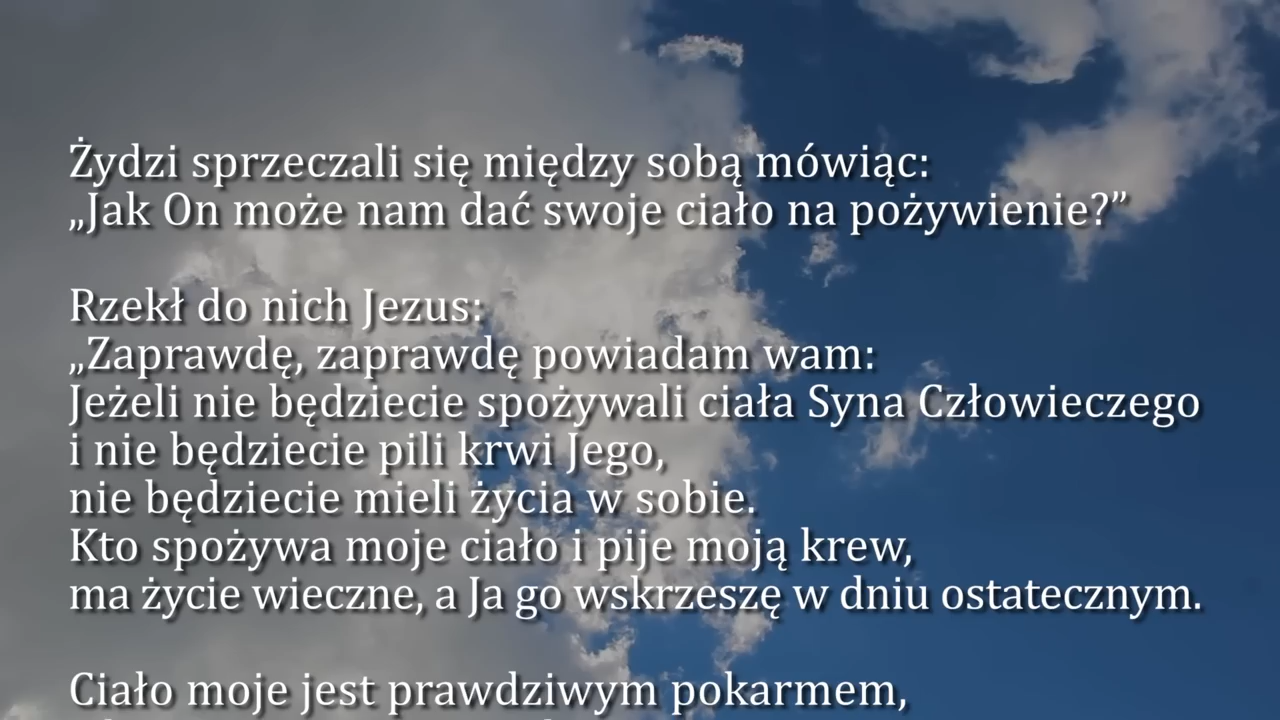 Żydzi sprzeczali się między sobą mówiąc:
„Jak On może nam dać swoje ciało na pożywienie?”
Rzekł do nich Jezus:
„Zaprawdę, zaprawdę powiadam wam:
Jeżeli nie będziecie spożywali ciała Syna Człowieczego
i nie będziecie pili krwi Jego,
nie będziecie mieli życia w sobie.
Kto spożywa moje ciało i pije moją krew,
ma życie wieczne, a Ja go wskrzeszę w dniu ostatecznym.
Ciało moje jest prawdziwym pokarmem,